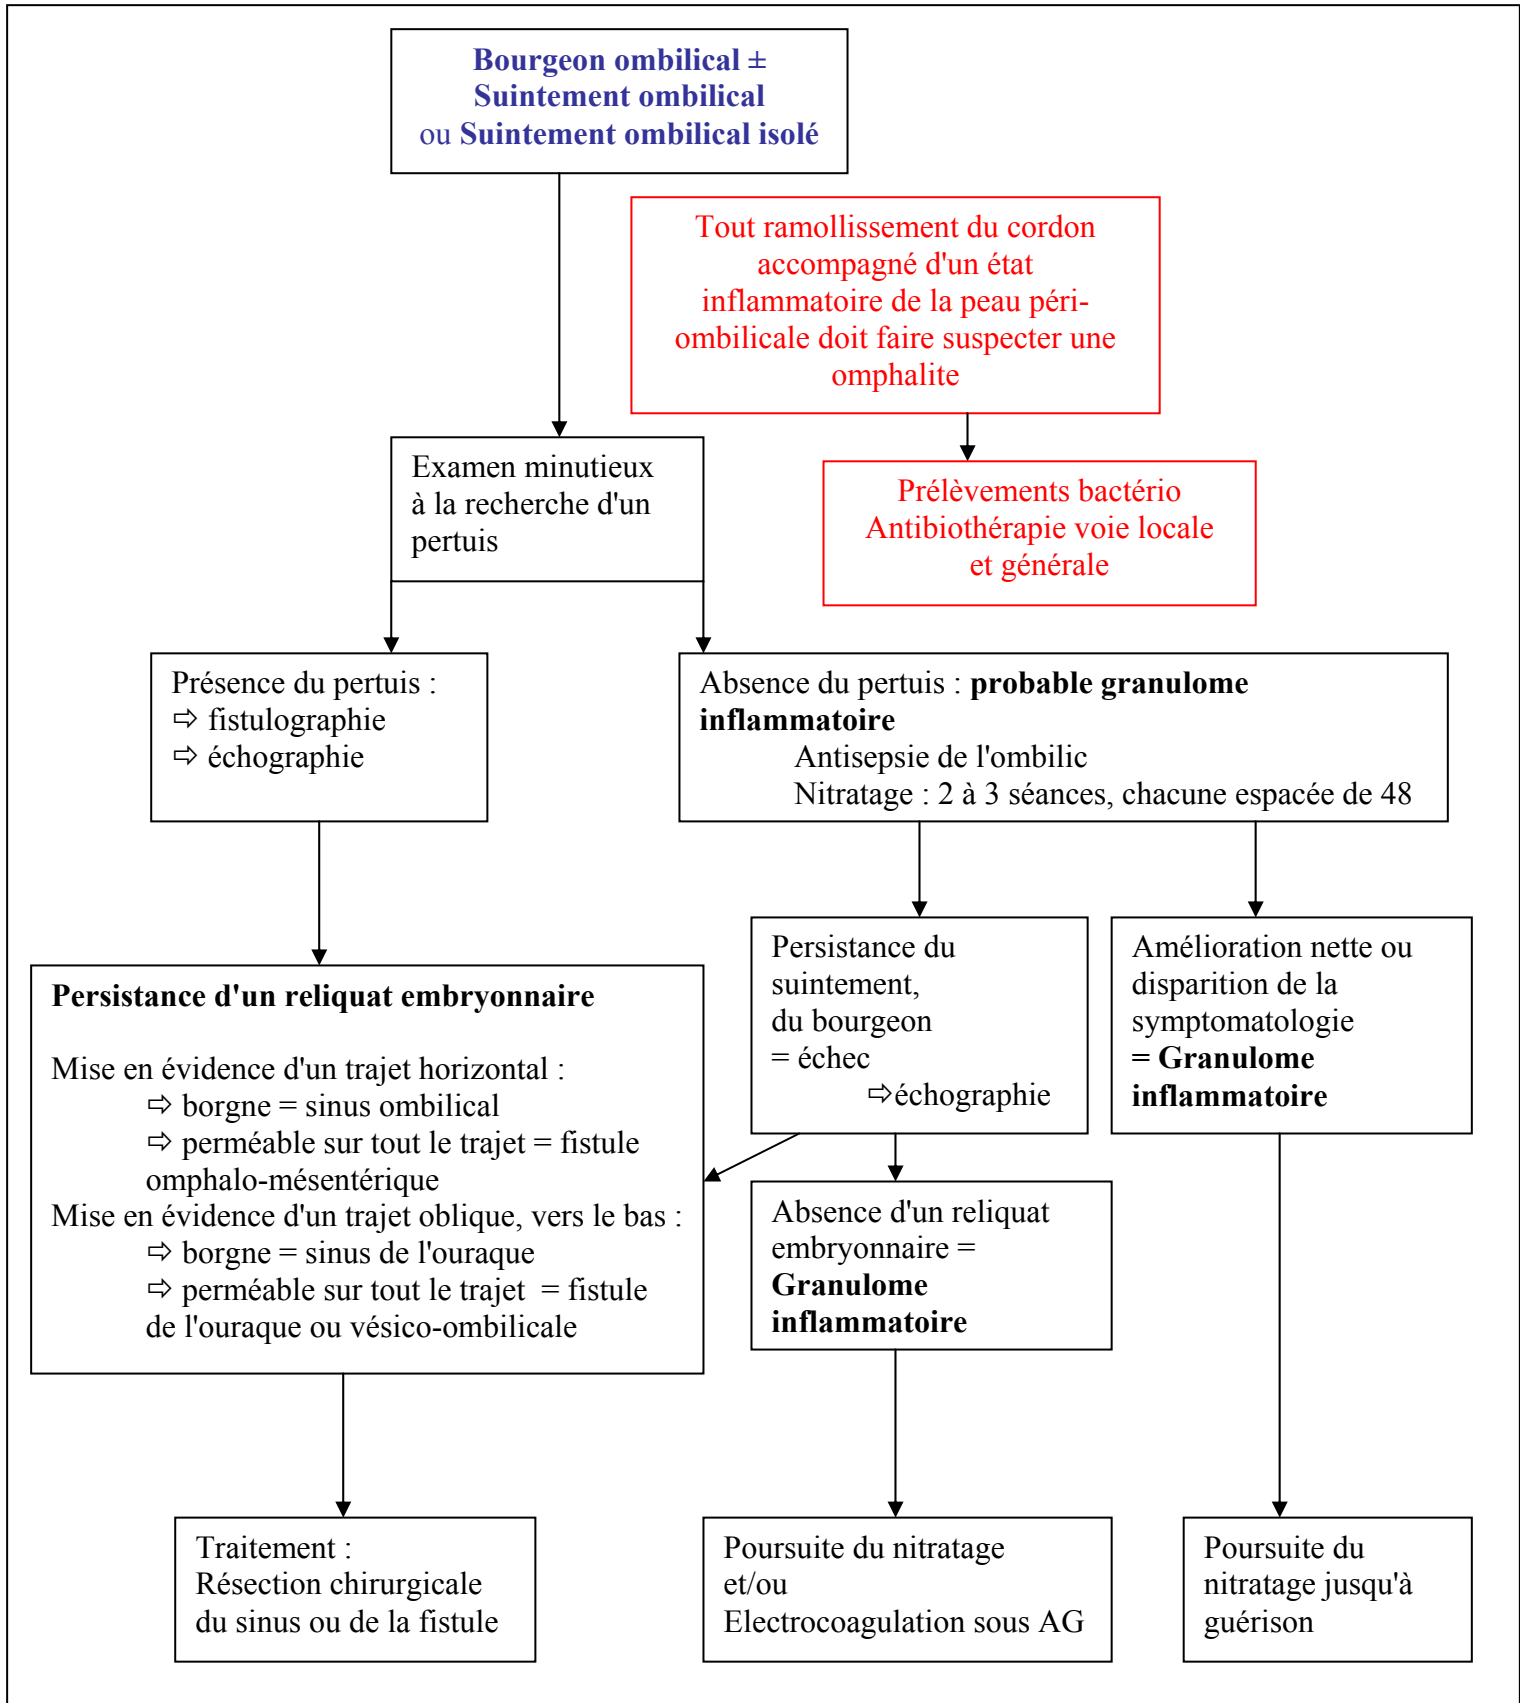 Bourgeon ombilical ±
Suintement ombilical
ou Suintement ombilical isolé
Tout ramollissement du cordon
accompagné d'un état
inflammatoire de la peau péri-
ombilicale doit faire suspecter une
omphalite
Examen minutieux
à la recherche d'un
pertuis
Prélèvements bactério
Antibiothérapie voie locale
et générale
Présence du pertuis :
⇨ fistulographie
⇨ échographie
Absence du pertuis : probable granulome
inflammatoire
Antisepsie de l'ombilic
Nitratage : 2 à 3 séances, chacune espacée de 48
Persistance d'un reliquat embryonnaire
Mise en évidence d'un trajet horizontal :
⇨ borgne = sinus ombilical
⇨ perméable sur tout le trajet = fistule
omphalo-mésentérique
Mise en évidence d'un trajet oblique, vers le bas :
⇨ borgne = sinus de l'ouraque
⇨ perméable sur tout le trajet = fistule
de l'ouraque ou vésico-ombilicale
Persistance du
suintement,
du bourgeon
= échec
⇨échographie
Amélioration nette ou
disparition de la
symptomatologie
= Granulome
inflammatoire
Absence d'un reliquat
embryonnaire =
Granulome
inflammatoire
Traitement :
Résection chirurgicale
du sinus ou de la fistule
Poursuite du nitratage
et/ou
Electrocoagulation sous AG
Poursuite du
nitratage jusqu'à
guérison